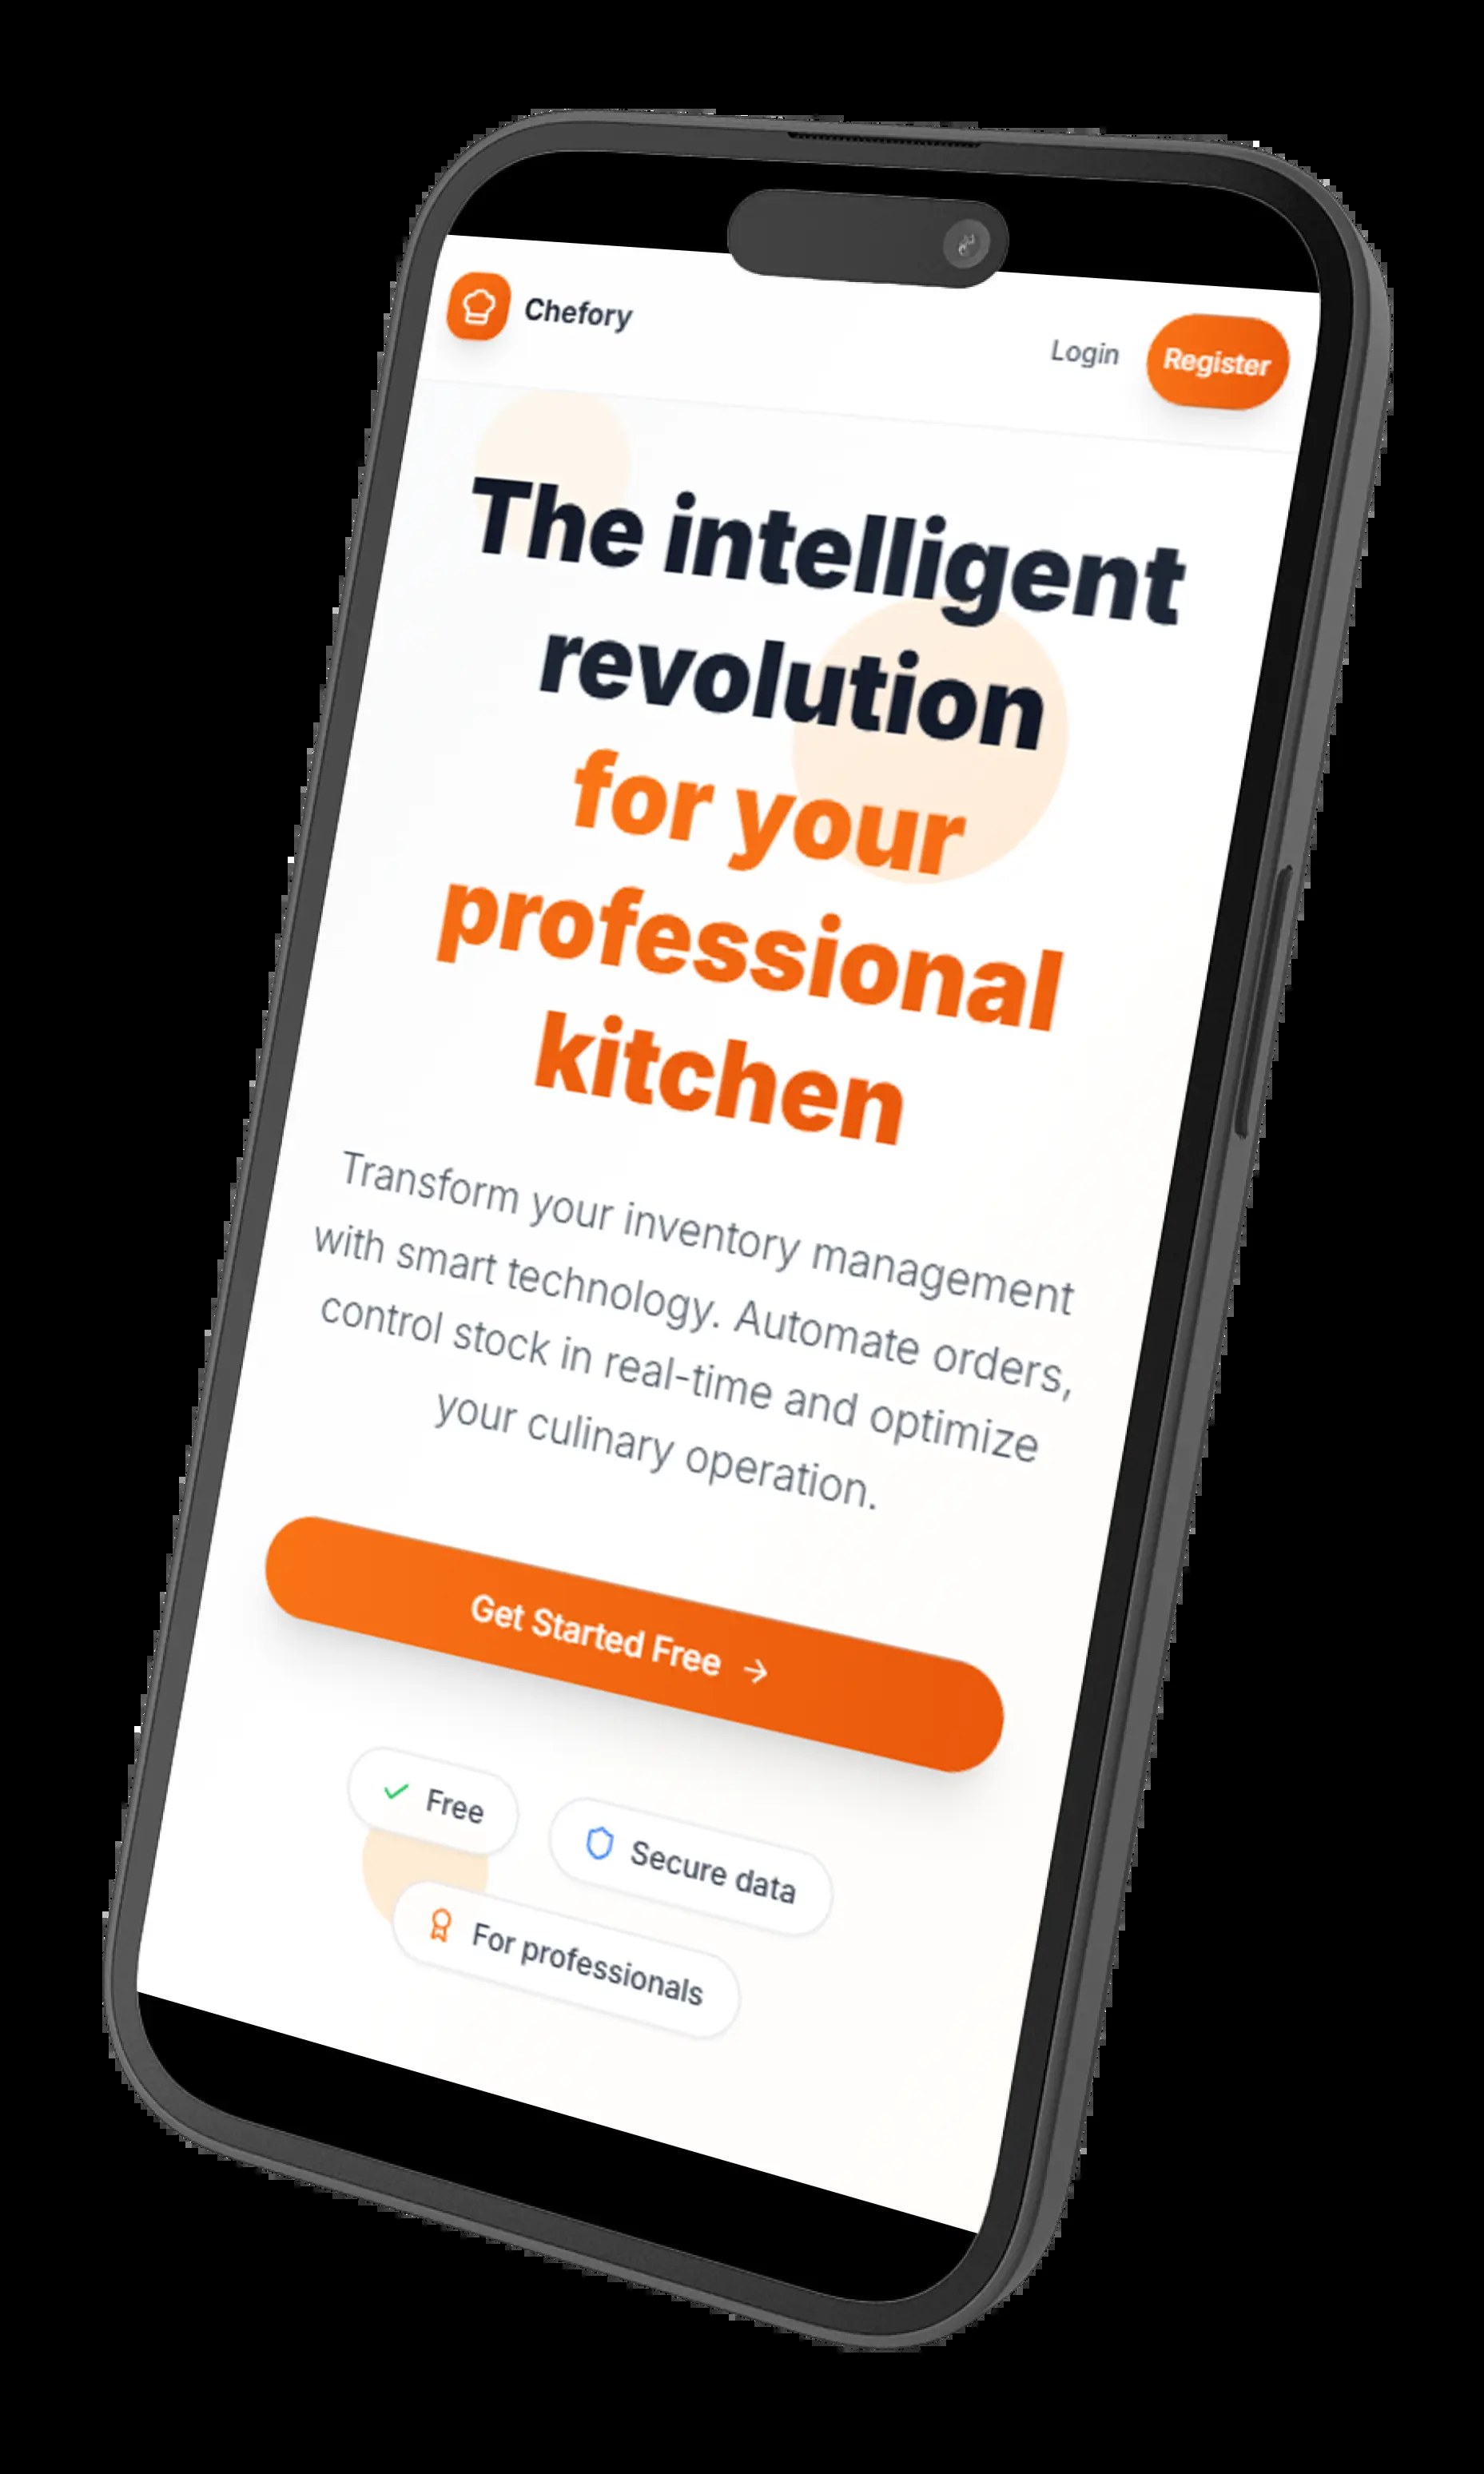 Chefory
Login
Register
The intelligent
revolution
for your
professional
kitchen
Transform your inventory management
with smart technology. Automate orders,
control stock in real-time and optimize
your culinary operation.
Get Started Free →
Free
Secure data
For professionals